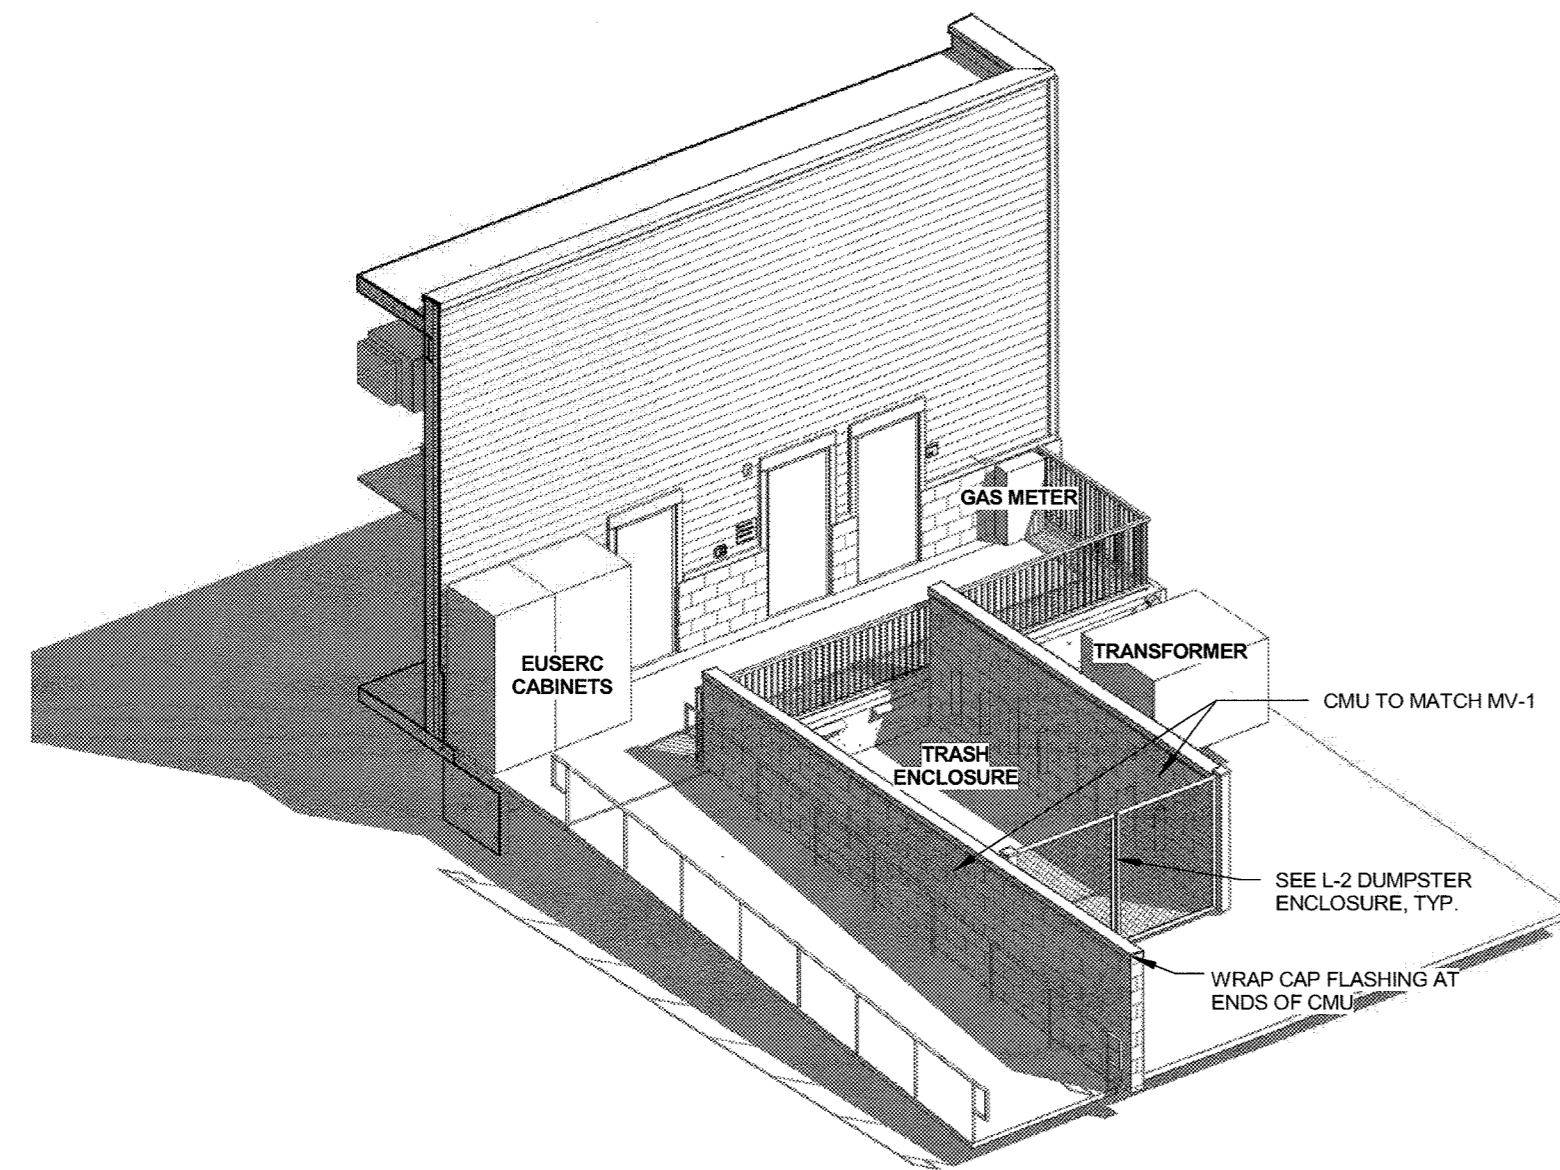 GAS METER
EUSERC
CABINETS
TRANSFORMER
CMU TO MATCH MV-1
TRASH
ENCLOSURE
SEE L-2 DUMPSTER
ENCLOSURE, TYP.
WRAP CAP FLASHING AT
ENDS OF CMU